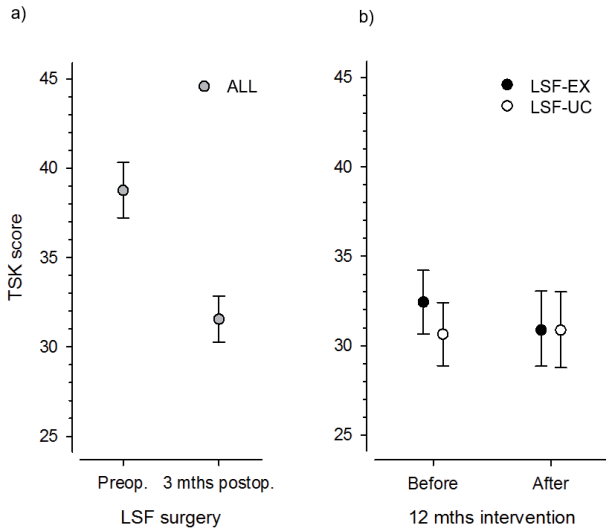 a)
ALL
45
40
35
30
25
TSK score
Preop. 3 mths postop.
LSF surgery
b)
LSF-EX
LSF-UC
45
40
35
30
25
Before After
12 mths intervention